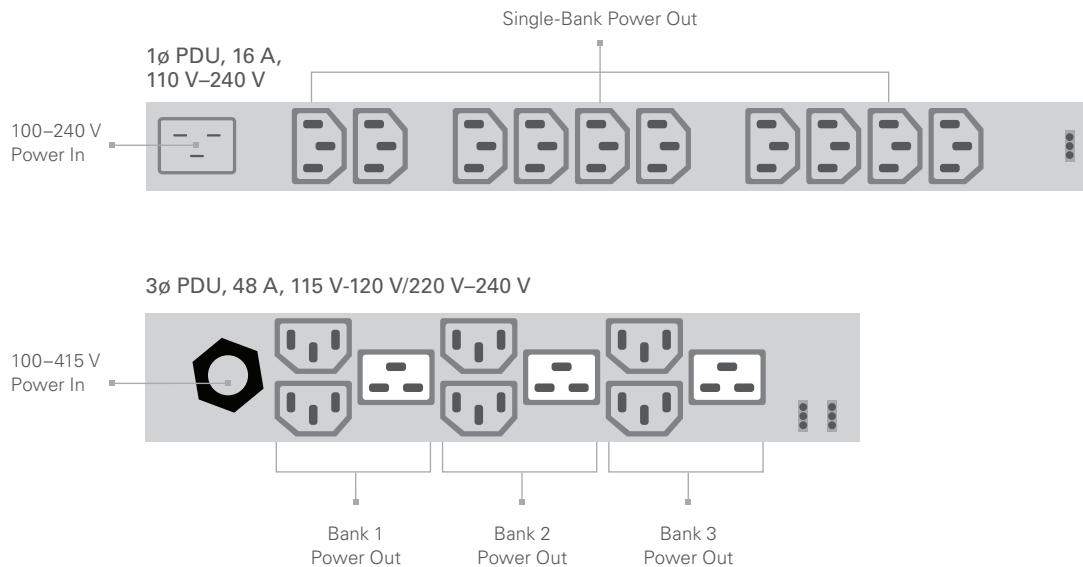 Single-Bank Power Out
1ø PDU, 16 A,
110 V–240 V
100–240 V
Power In
3ø PDU, 48 A, 115 V-120 V/220 V–240 V
100–415 V
Power In
Bank 1
Power Out
Bank 2
Power Out
Bank 3
Power Out